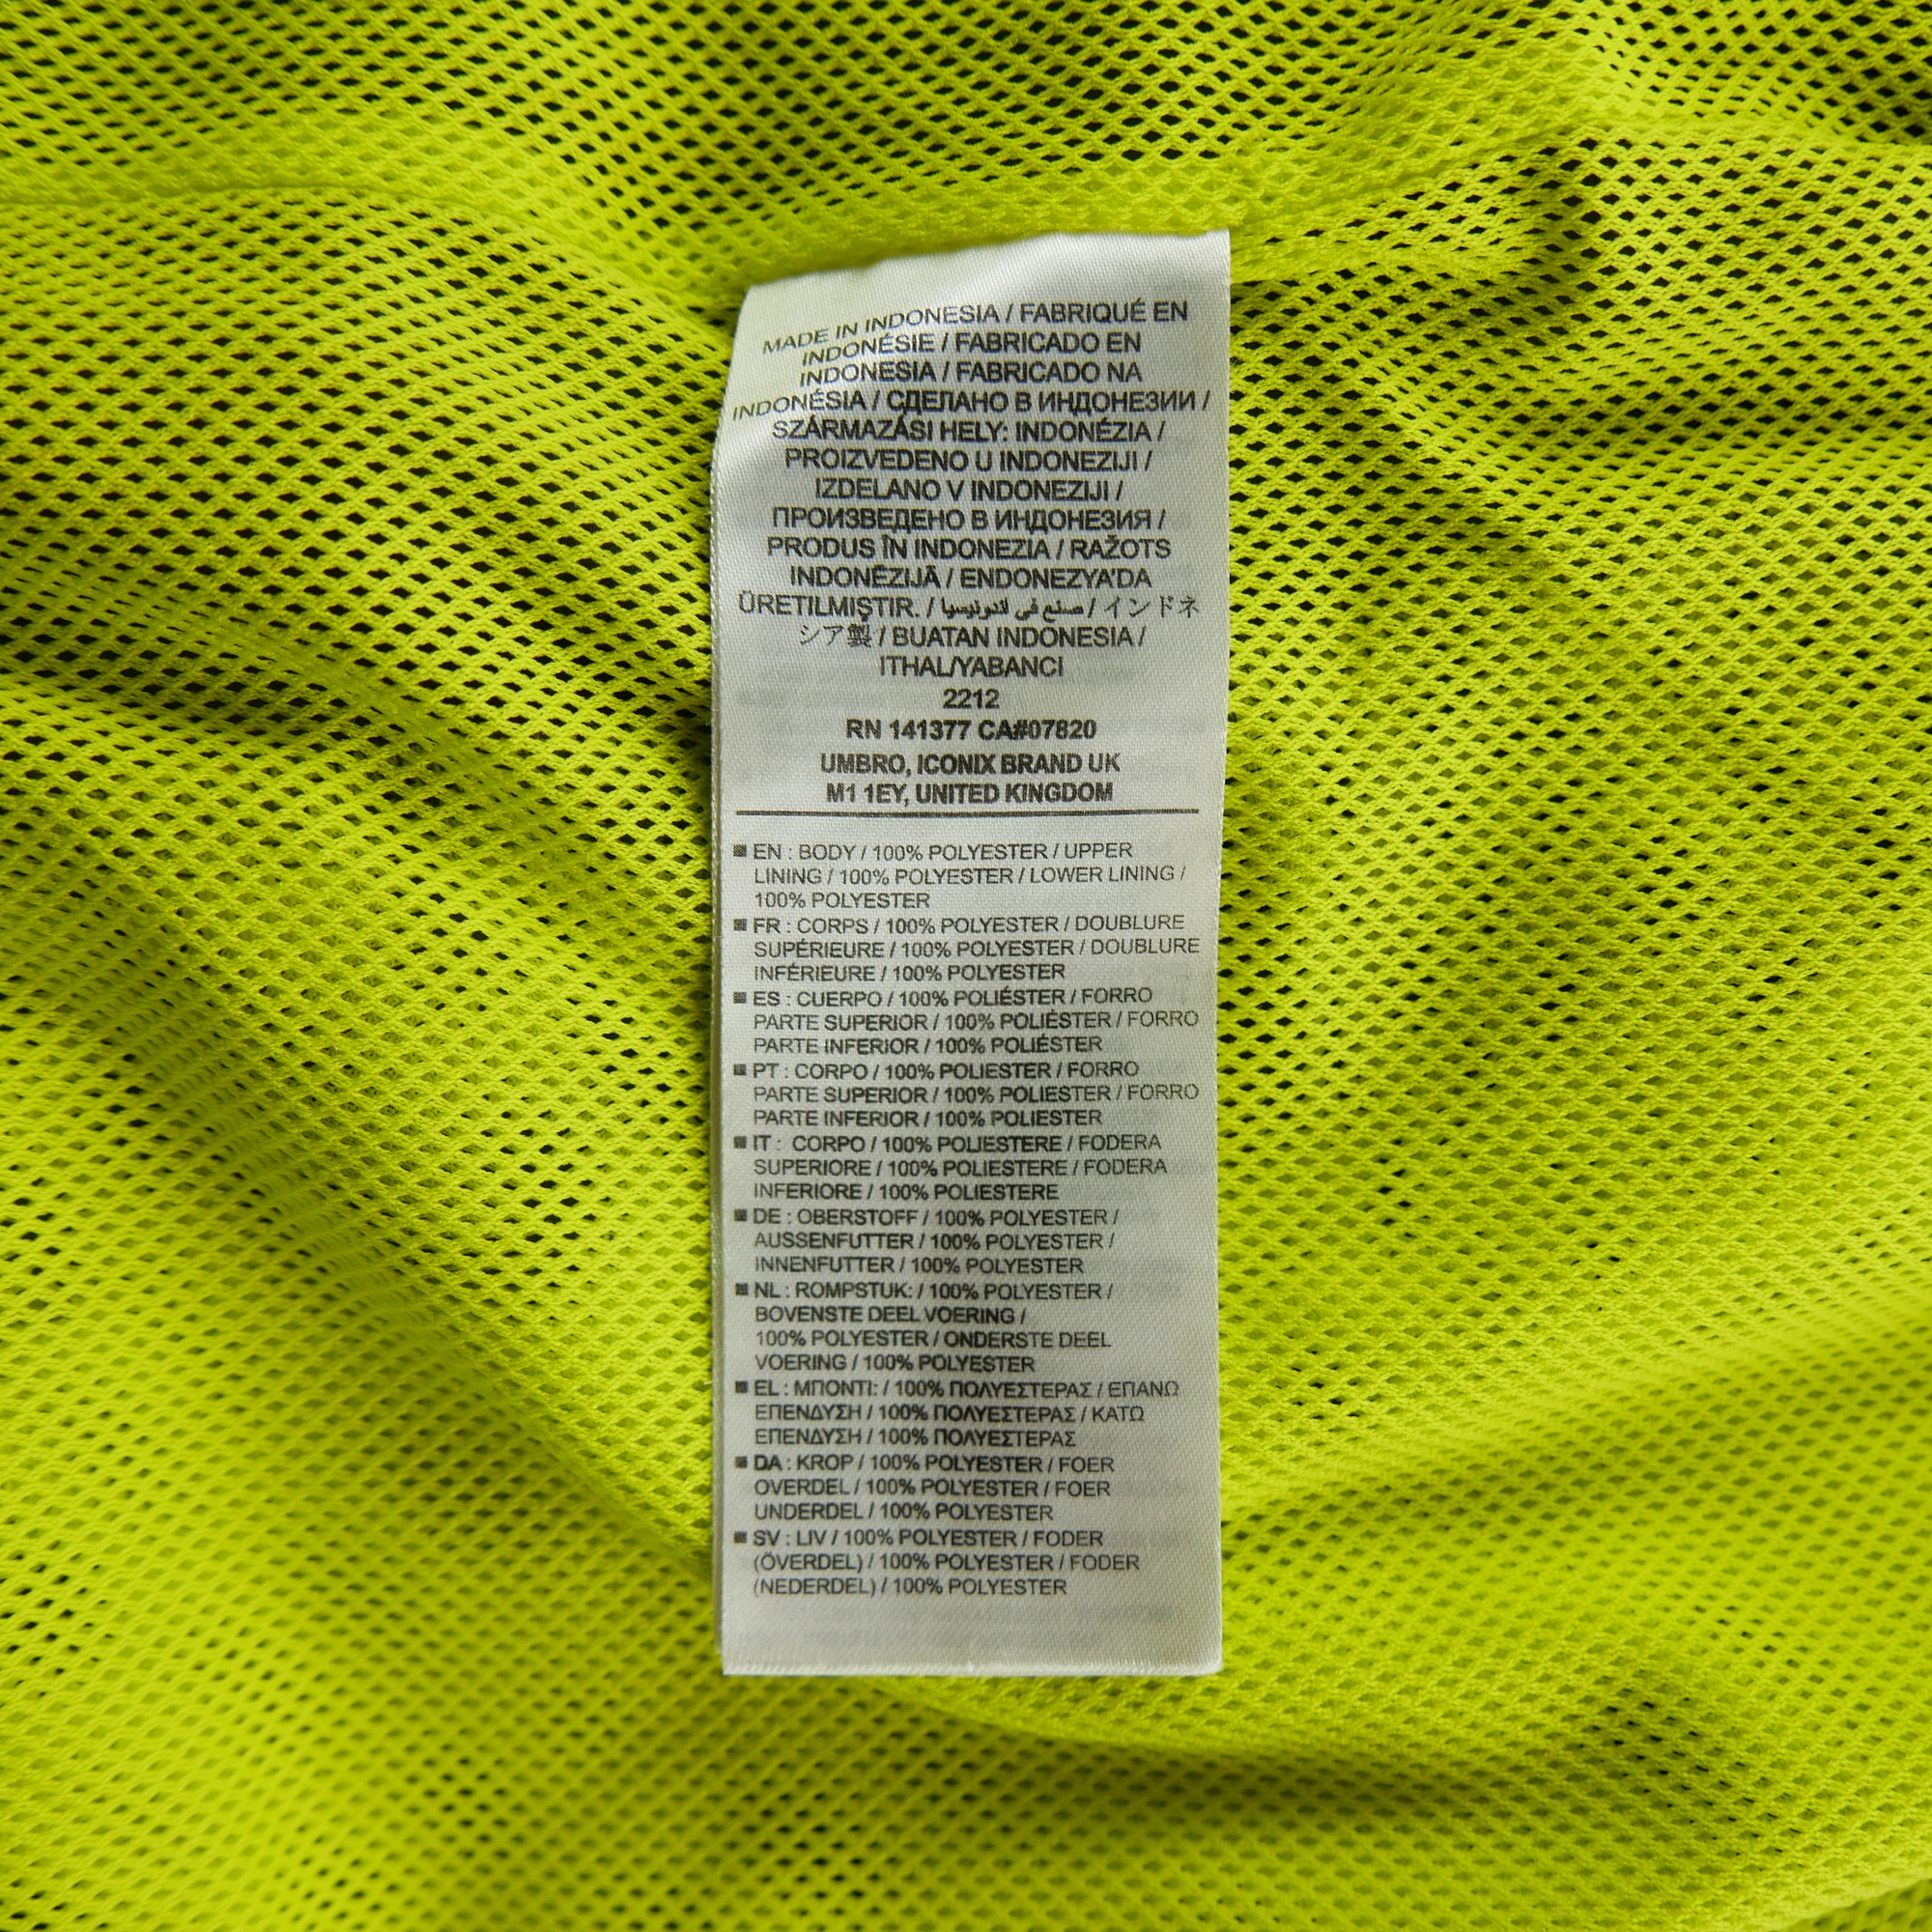 MADE IN INDONESIA / FABRIQUÉ EN
INDONÉSIE / FABRICADO EN
INDONESIA / FABRICADO NA
INDONÉSIA / СДЕЛАНО В ИНДОНЕЗИИ /
SZÁRMAZÁSI HELY: INDONÉZIA /
PROIZVEDENO U INDONEZIJI /
IZDELANO V INDONEZIJI /
ПРОИЗВЕДЕНО В ИНДОНЕЗИЯ /
PRODUS ÎN INDONEZIA / RAŽOTS
INDONĒZIJĀ / ENDONEZYA'DA
ÜRETILMIŞTIR. / صنع في لاندونيسيا / インドネ
シア製 / BUATAN INDONESIA /
ITHAL/YABANCI
2212
RN 141377 CA#07820
UMBRO, ICONIX BRAND UK
M1 1EY, UNITED KINGDOM
■ EN : BODY / 100% POLYESTER / UPPER
LINING / 100% POLYESTER / LOWER LINING /
100% POLYESTER
■ FR : CORPS / 100% POLYESTER / DOUBLURE
SUPÉRIEURE / 100% POLYESTER / DOUBLURE
INFÉRIEURE / 100% POLYESTER
■ ES : CUERPO / 100% POLIÉSTER / FORRO
PARTE SUPERIOR / 100% POLIÉSTER / FORRO
PARTE INFERIOR / 100% POLIÉSTER
■ PT : CORPO / 100% POLIESTER / FORRO
PARTE SUPERIOR / 100% POLIESTER / FORRO
PARTE INFERIOR / 100% POLIESTER
■ IT : CORPO / 100% POLIESTERE / FODERA
SUPERIORE / 100% POLIESTERE / FODERA
INFERIORE / 100% POLIESTERE
■ DE : OBERSTOFF / 100% POLYESTER /
AUSSENFUTTER / 100% POLYESTER /
INNENFUTTER / 100% POLYESTER
■ NL : ROMPSTUK: / 100% POLYESTER /
BOVENSTE DEEL VOERING /
100% POLYESTER / ONDERSTE DEEL
VOERING / 100% POLYESTER
■ EL : ΜΠΟΝΤΙ: / 100% ΠΟΛΥΕΣΤΕΡΑΣ / ΕΠΑΝΩ
ΕΠΕΝΔΥΣΗ / 100% ΠΟΛΥΕΣΤΕΡΑΣ / ΚΑΤΩ
ΕΠΕΝΔΥΣΗ / 100% ΠΟΛΥΕΣΤΕΡΑΣ
■ DA : KROP / 100% POLYESTER / FOER
OVERDEL / 100% POLYESTER / FOER
UNDERDEL / 100% POLYESTER
■ SV : LIV / 100% POLYESTER / FODER
(ÖVERDEL) / 100% POLYESTER / FODER
(NEDERDEL) / 100% POLYESTER